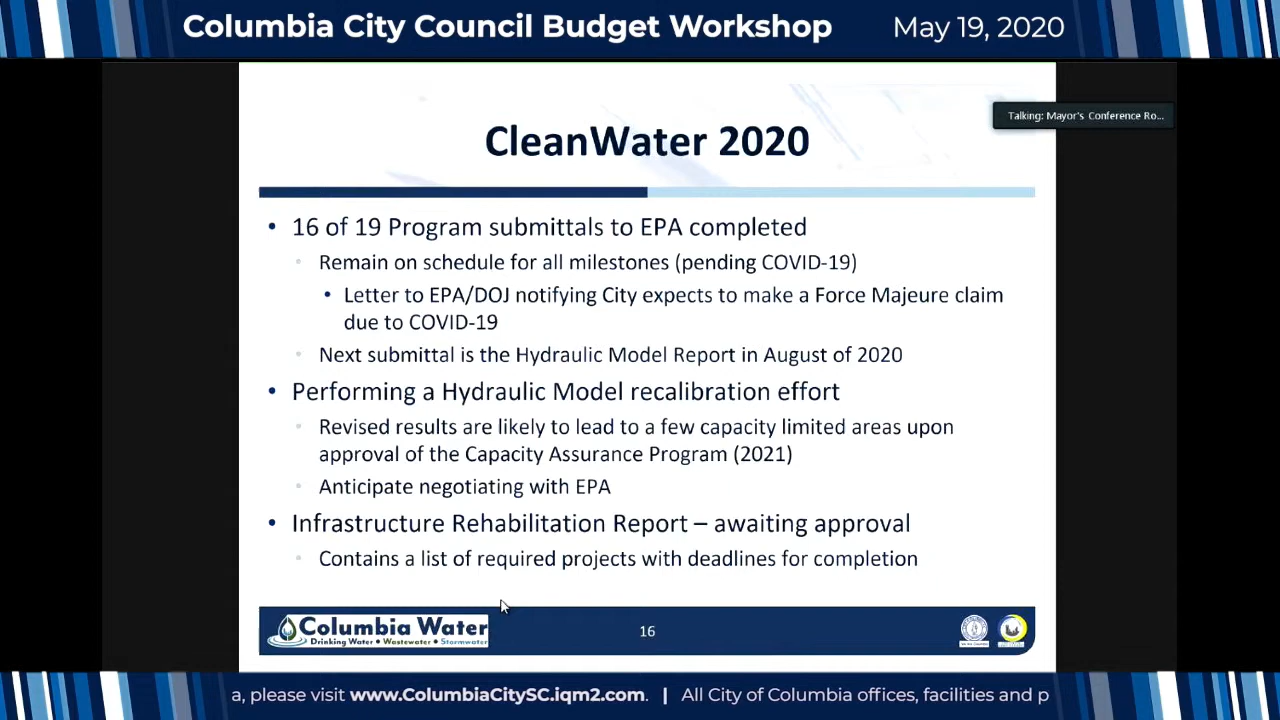 Columbia City Council Budget Workshop May 19, 2020
Talking: Mayor's Conference Ro...
CleanWater 2020
• 16 of 19 Program submittals to EPA completed
Remain on schedule for all milestones (pending COVID-19)
• Letter to EPA/DOJ notifying City expects to make a Force Majeure claim
due to COVID-19
Next submittal is the Hydraulic Model Report in August of 2020
• Performing a Hydraulic Model recalibration effort
Revised results are likely to lead to a few capacity limited areas upon
approval of the Capacity Assurance Program (2021)
Anticipate negotiating with EPA
• Infrastructure Rehabilitation Report – awaiting approval
Contains a list of required projects with deadlines for completion
Columbia Water
Drinking Water • Wastewater • Stormwater
16
a, please visit www.ColumbiaCitySC.iqm2.com. | All City of Columbia offices, facilities and p